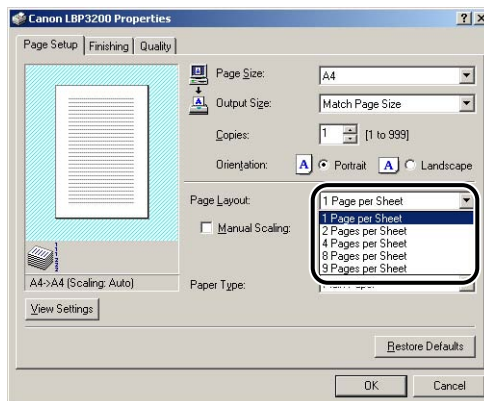 Canon LBP3200 Properties
Page Setup
Finishing
Quality
Page Size:
A4
Output Size:
Match Page Size
Copies:
1
[1 to 999]
Orientation:
A
Portrait
A
Landscape
Page Layout:
1 Page per Sheet
1 Page per Sheet
2 Pages per Sheet
4 Pages per Sheet
8 Pages per Sheet
9 Pages per Sheet
Manual Scaling:
A4->A4 (Scaling: Auto)
Paper Type:
View Settings
Restore Defaults
OK
Cancel